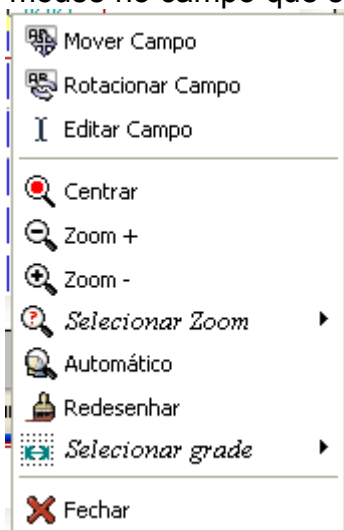 Mover Campo
Rotacionar Campo
Editar Campo
Centrar
Zoom +
Zoom -
Selecionar Zoom
Automático
Redesenhar
Selecionar grade
Fechar